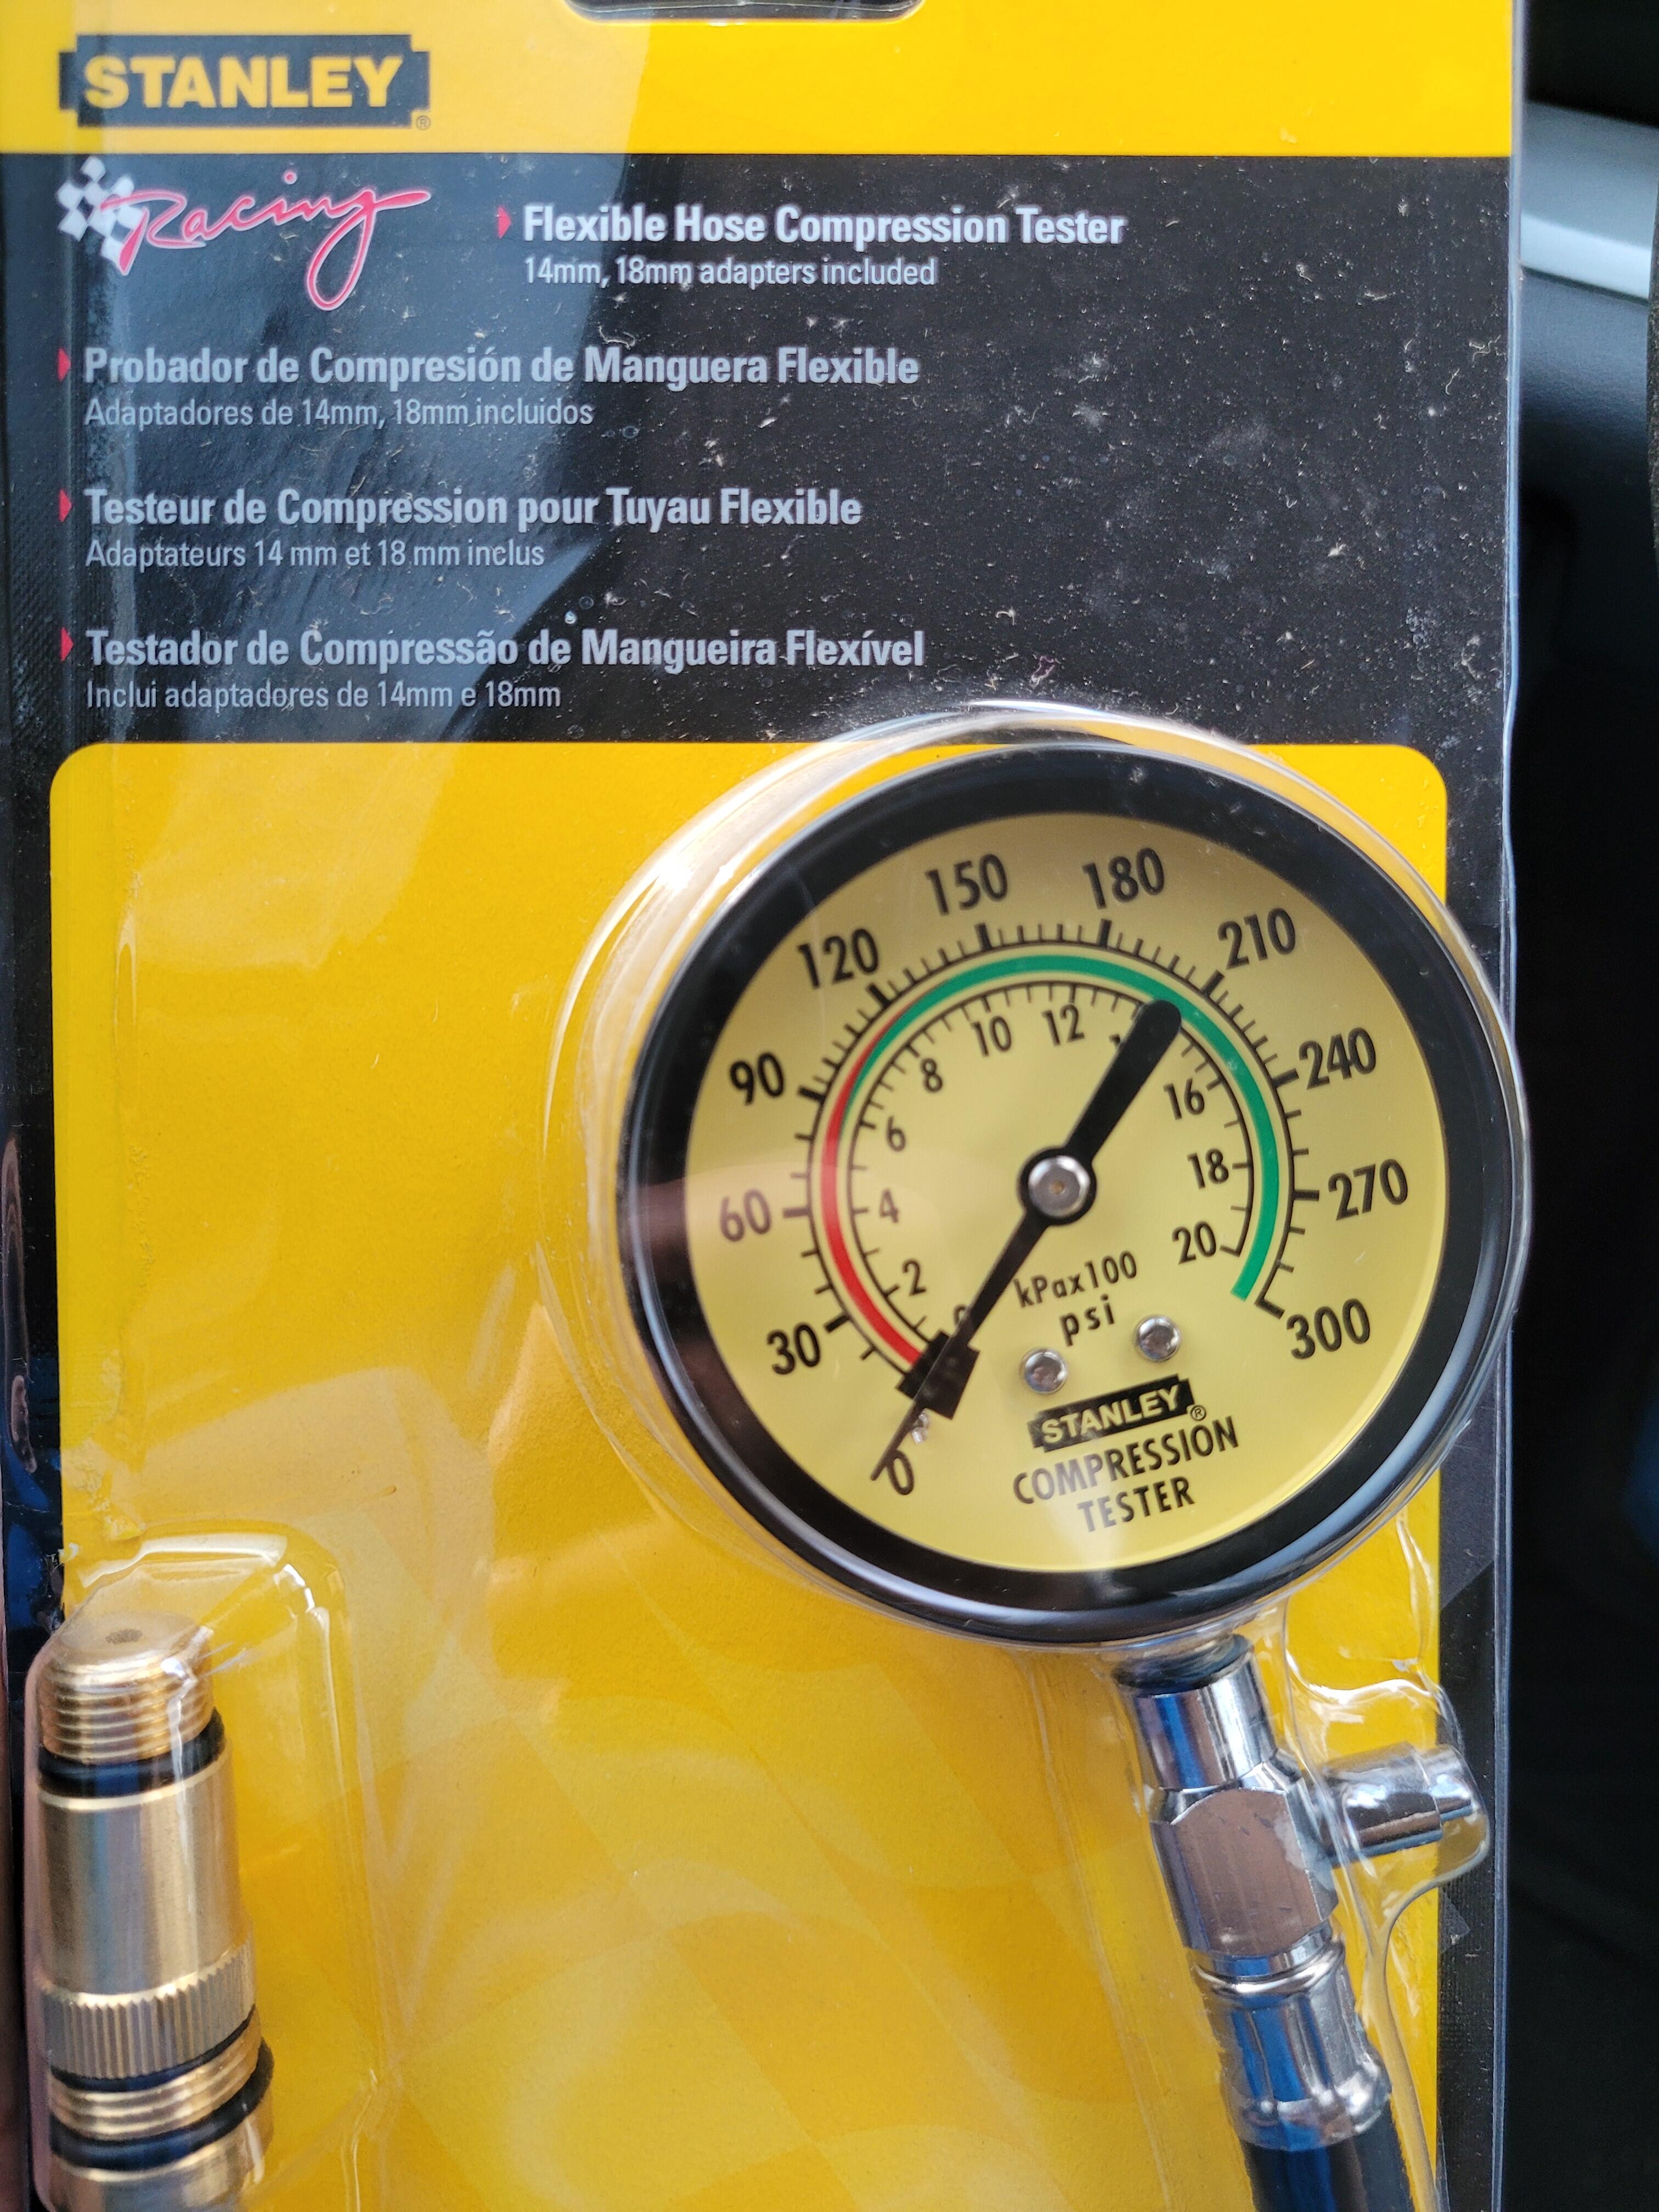 STANLEY®
Racing
Flexible Hose Compression Tester
14mm, 18mm adapters included
Probador de Compresión de Manguera Flexible
Adaptadores de 14mm, 18mm incluidos
Testeur de Compression pour Tuyau Flexible
Adaptateurs 14 mm et 18 mm inclus
Testador de Compressão de Mangueira Flexível
Inclui adaptadores de 14mm e 18mm
0 30 60 90 120 150 180 210 240 270 300
0 2 4 6 8 10 12 16 18 20
kPax100
psi
STANLEY®
COMPRESSION
TESTER